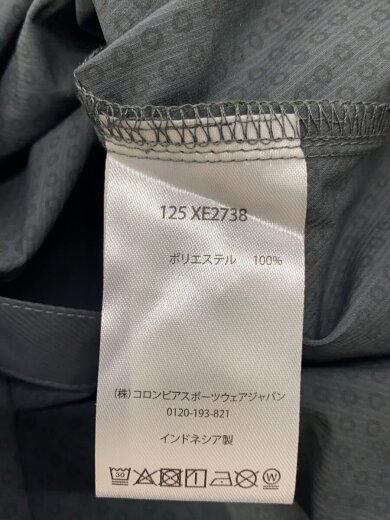 125 XE2738
ポリエステル 100%
(株)コロンビアスポーツウェアジャパン
0120-193-821
インドネシア製
30